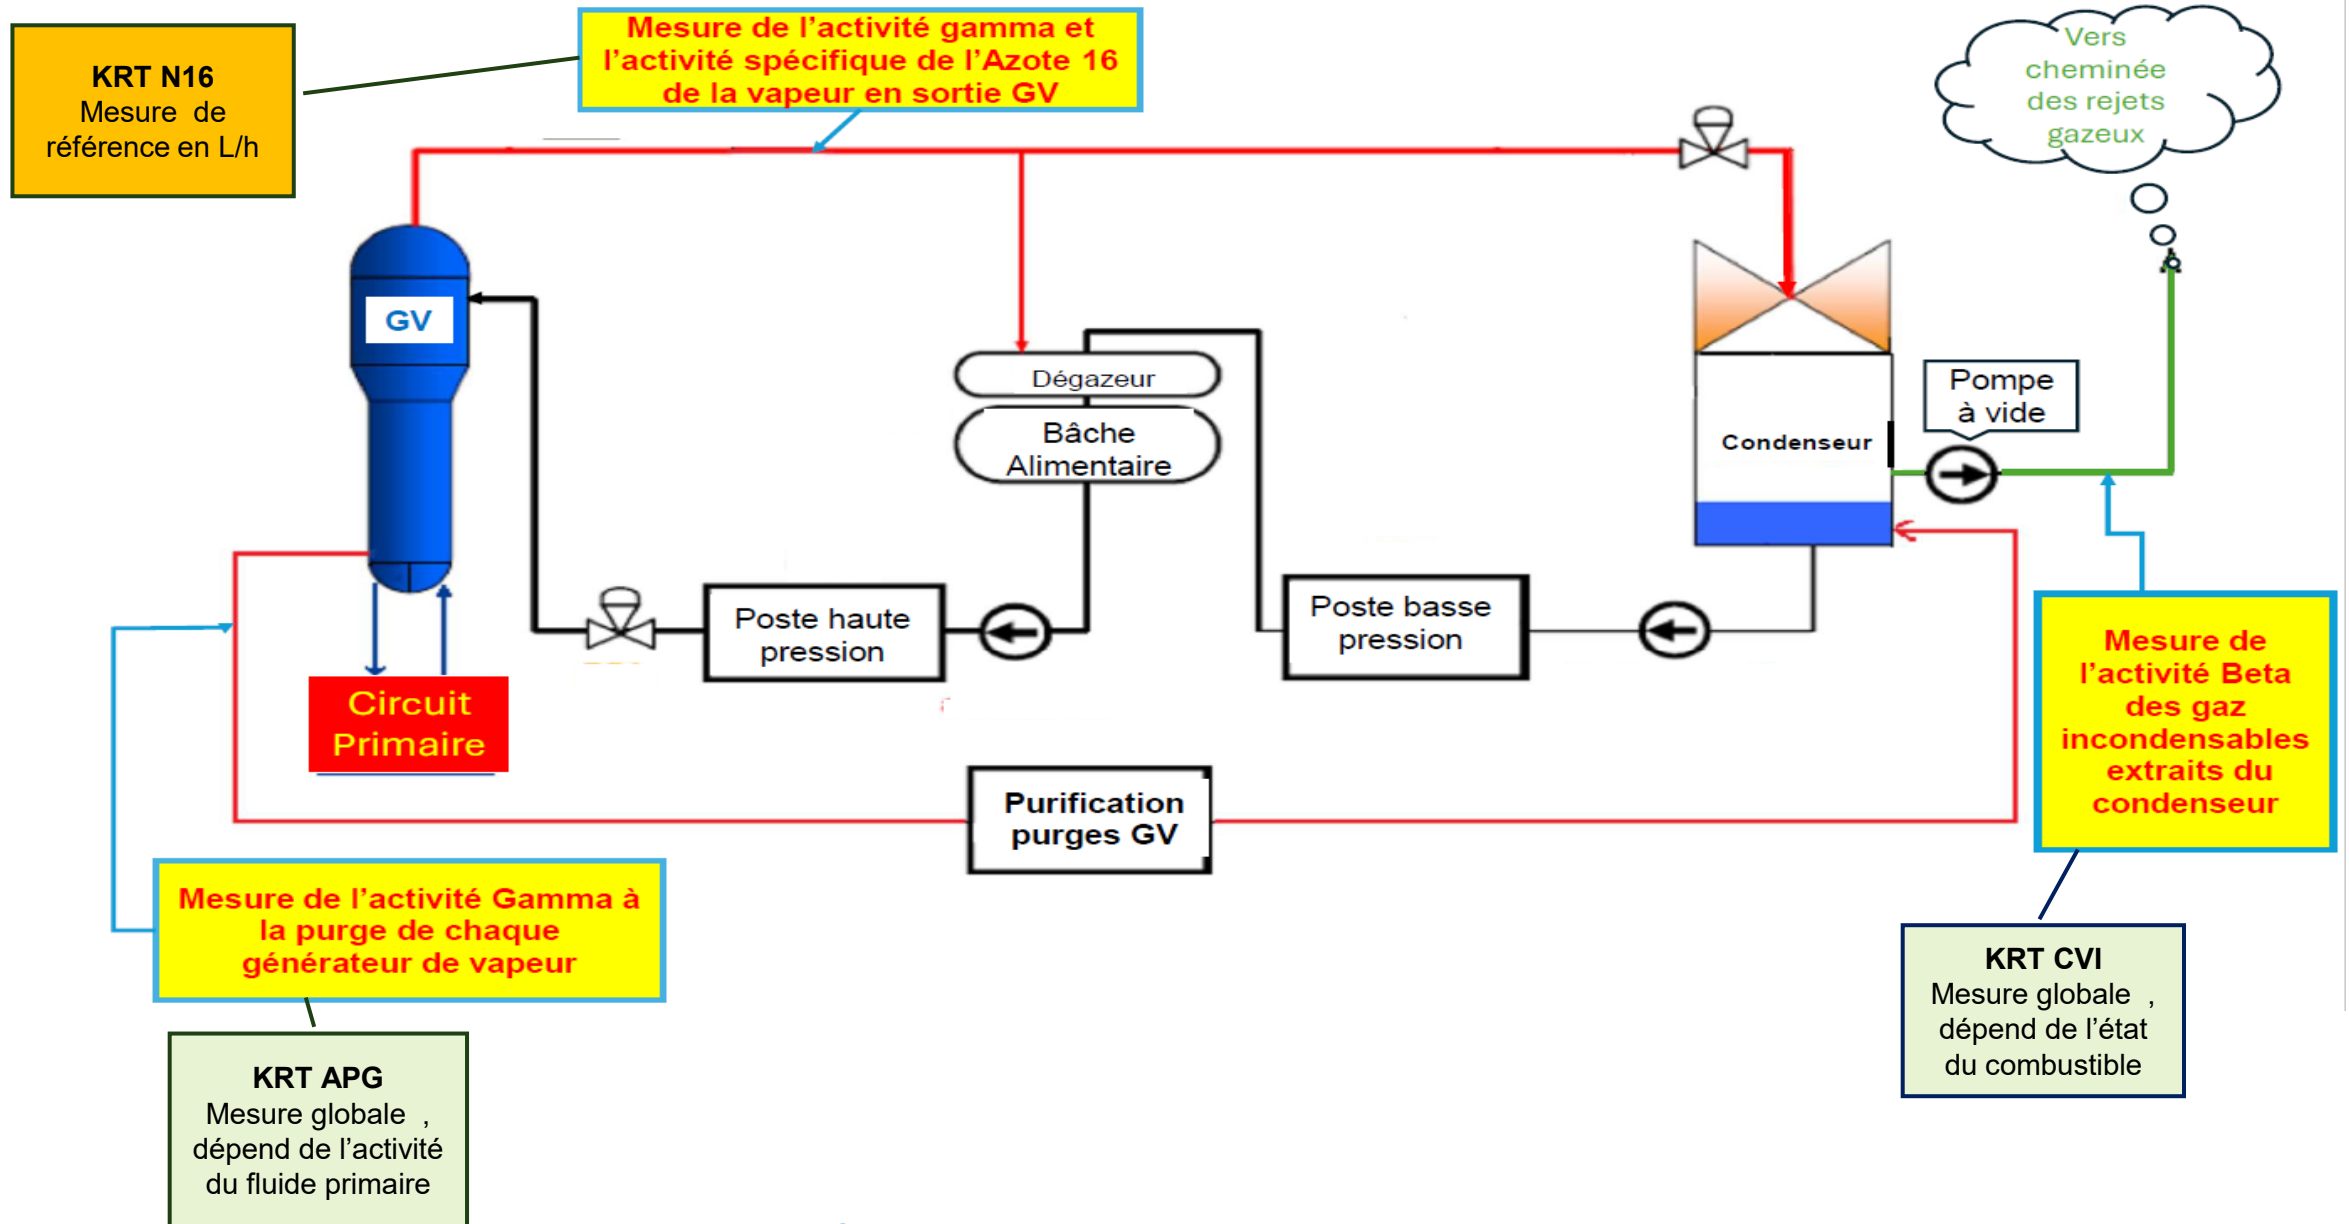 KRT N16
Mesure de
référence en L/h
Mesure de l’activité gamma et
l’activité spécifique de l’Azote 16
de la vapeur en sortie GV
Vers
cheminée
des rejets
gazeux
GV
Dégazeur
Bâche
Alimentaire
Pompe
à vide
Condenseur
Poste haute
pression
Poste basse
pression
Circuit
Primaire
Mesure de
l’activité Beta
des gaz
incondensables
extraits du
condenseur
Purification
purges GV
Mesure de l’activité Gamma à
la purge de chaque
générateur de vapeur
KRT CVI
Mesure globale ,
dépend de l’état
du combustible
KRT APG
Mesure globale ,
dépend de l’activité
du fluide primaire